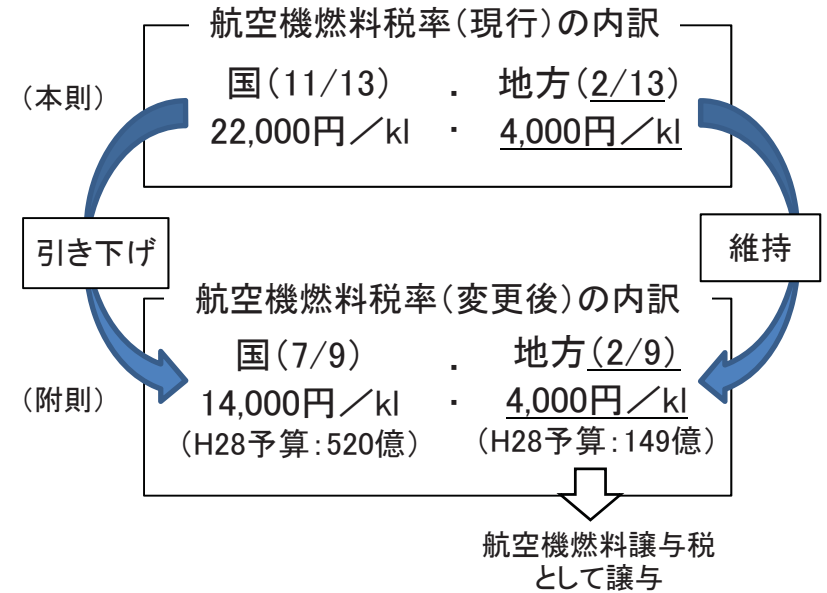 航空機燃料税率(現行)の内訳
(本則)
国(11/13) . 地方(2/13)
22,000円／kl ・ 4,000円／kl
引き下げ
維持
航空機燃料税率(変更後)の内訳
(附則)
国(7/9) . 地方(2/9)
14,000円／kl ・ 4,000円／kl
(H28予算:520億) (H28予算:149億)
航空機燃料譲与税
として譲与